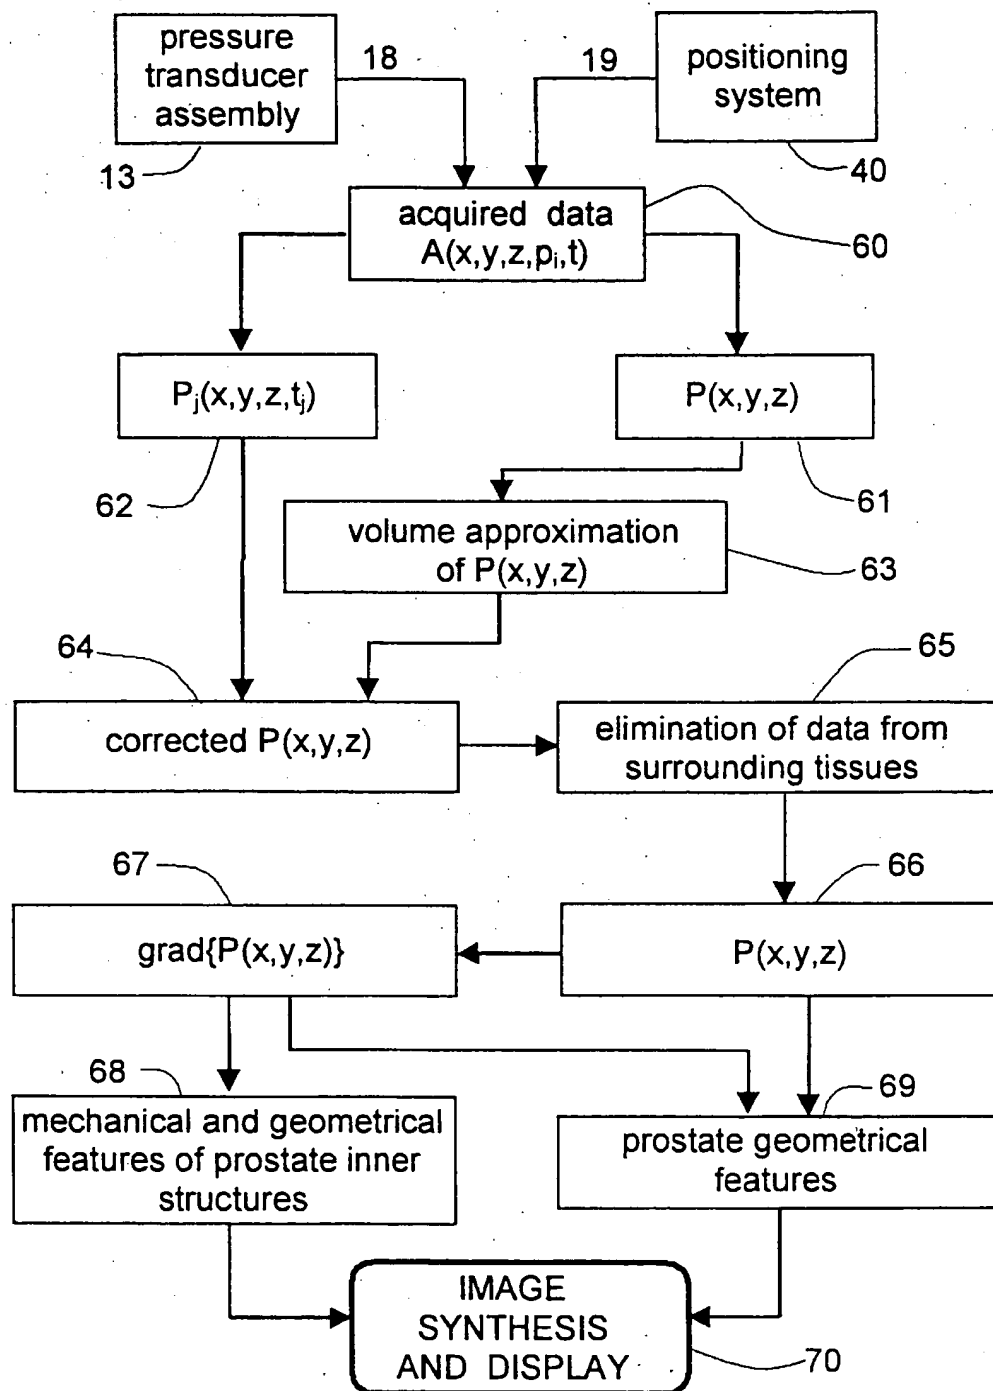 pressure
transducer
assembly
18
19
positioning
system
13
40
acquired data
A(x,y,z,pᵢ,t)
60
Pⱼ(x,y,z,tⱼ)
P(x,y,z)
62
61
volume approximation
of P(x,y,z)
63
64
65
corrected P(x,y,z)
elimination of data from
surrounding tissues
67
66
grad{P(x,y,z)}
P(x,y,z)
68
69
mechanical and geometrical
features of prostate inner
structures
prostate geometrical
features
IMAGE
SYNTHESIS
AND DISPLAY
70